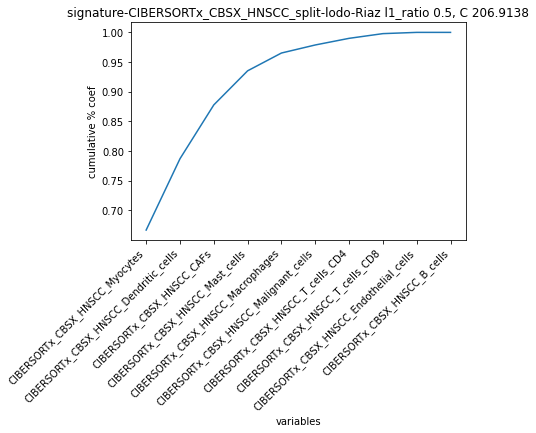 signature-CIBERSORTx_CBSX_HNSCC_split-lodo-Riaz l1_ratio 0.5, C 206.9138
cumulative % coef
1.00
0.95
0.90
0.85
0.80
0.75
0.70
CIBERSORTx_CBSX_HNSCC_Myocytes
CIBERSORTx_CBSX_HNSCC_Dendritic_cells
CIBERSORTx_CBSX_HNSCC_CAFs
CIBERSORTx_CBSX_HNSCC_Mast_cells
CIBERSORTx_CBSX_HNSCC_Macrophages
CIBERSORTx_CBSX_HNSCC_Malignant_cells
CIBERSORTx_CBSX_HNSCC_T_cells_CD4
CIBERSORTx_CBSX_HNSCC_T_cells_CD8
CIBERSORTx_CBSX_HNSCC_Endothelial_cells
CIBERSORTx_CBSX_HNSCC_B_cells
variables